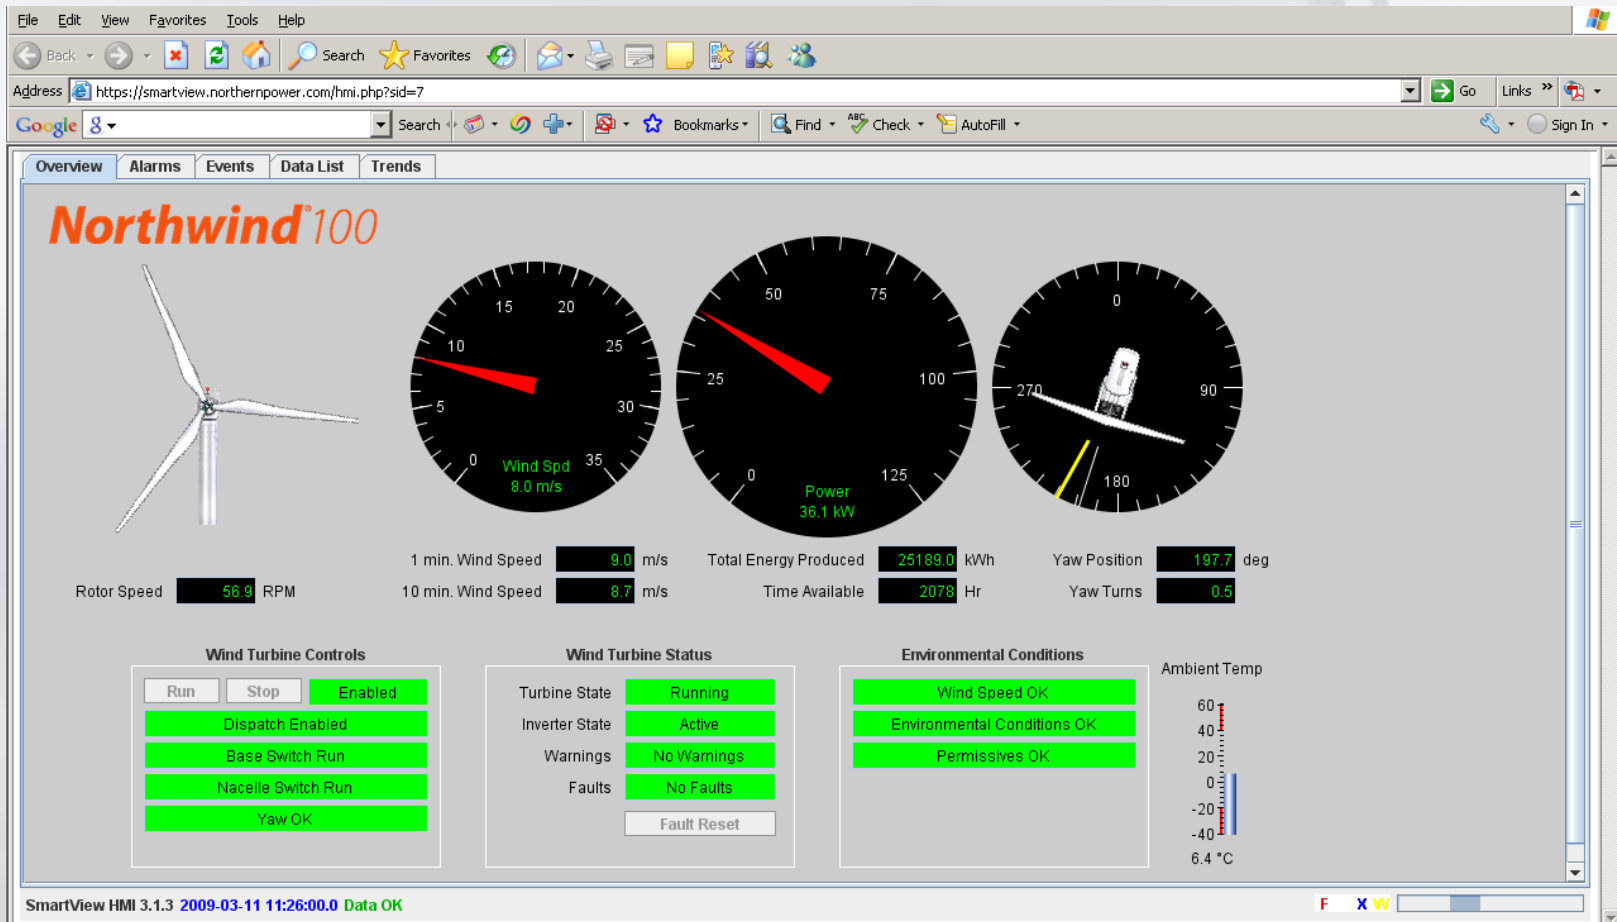 File Edit View Favorites Tools Help
Back Search Favorites
Address https://smartview.northernpower.com/hmi.php?sid=7 Go Links »
Google g Search Bookmarks Find ABC Check AutoFill Sign In
Overview Alarms Events Data List Trends
Northwind®100
0 5 10 15 20 25 30 35
Wind Spd
8.0 m/s
0 25 50 75 100 125
Power
36.1 kW
0 90 180 270
1 min. Wind Speed 9.0 m/s
10 min. Wind Speed 8.7 m/s
Total Energy Produced 25189.0 kWh
Time Available 2078 Hr
Yaw Position 197.7 deg
Yaw Turns 0.5
Rotor Speed 56.9 RPM
Wind Turbine Controls
Run Stop Enabled
Dispatch Enabled
Base Switch Run
Nacelle Switch Run
Yaw OK
Wind Turbine Status
Turbine State Running
Inverter State Active
Warnings No Warnings
Faults No Faults
Fault Reset
Environmental Conditions
Wind Speed OK
Environmental Conditions OK
Permissives OK
Ambient Temp
60
40
20
0
-20
-40
6.4 °C
SmartView HMI 3.1.3 2009-03-11 11:26:00.0 Data OK F X W